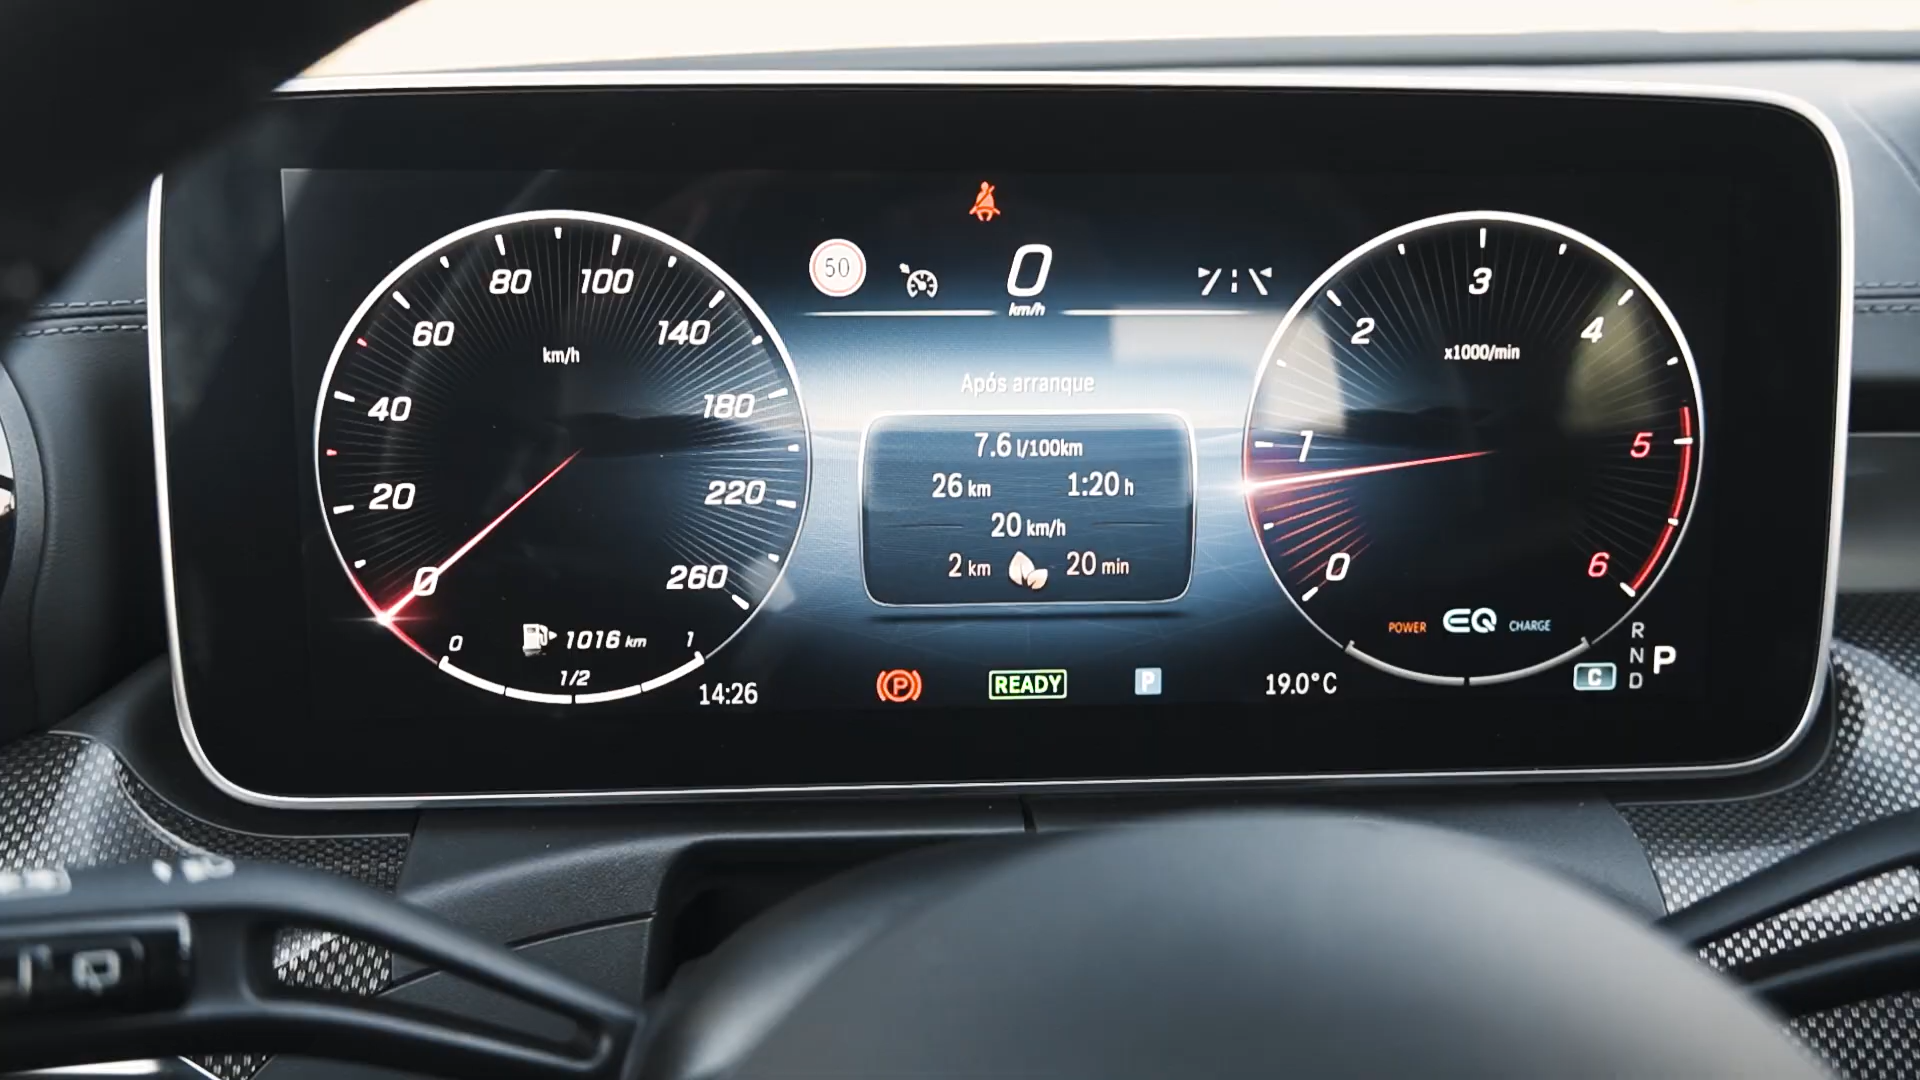 80
100
60
140
km/h
40
180
20
220
0
260
0
1016 km
1
1/2
14:26
50
0
km/h
Após arranque
7.6 l/100km
26 km
1:20 h
20 km/h
2 km
20 min
P
READY
P
3
2
4
x1000/min
1
5
0
6
POWER
EQ
CHARGE
19.0°C
C
R
N
D
P